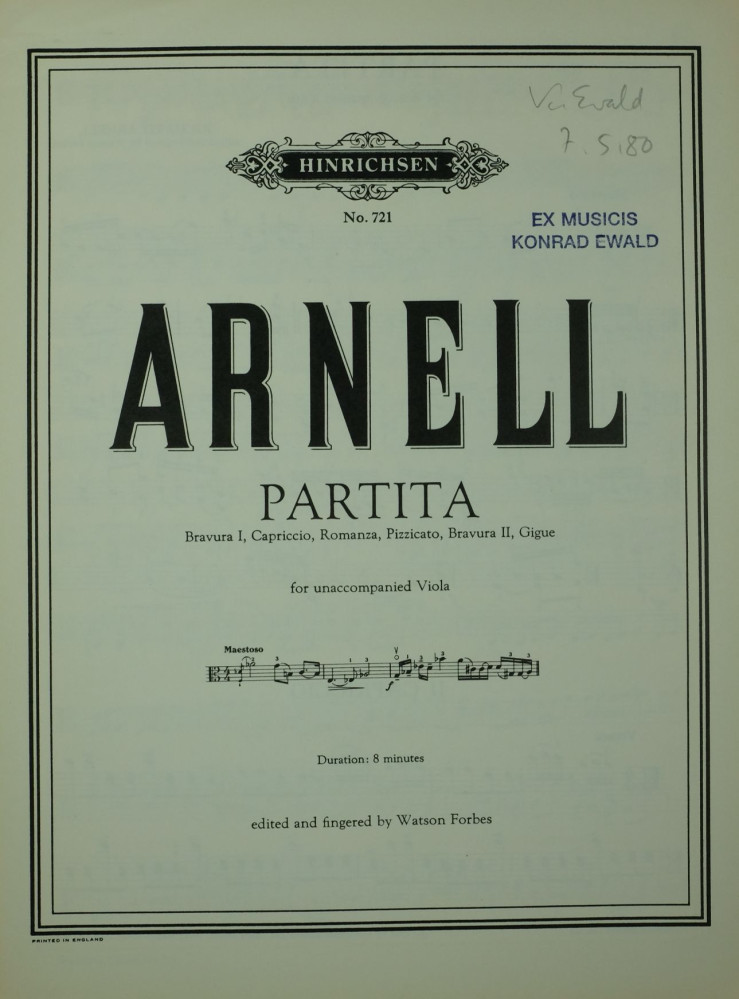 Ewald
7.5.80
HINRICHSEN
No. 721
EX MUSICIS
KONRAD EWALD
ARNELL
PARTITA
Bravura I, Capriccio, Romanza, Pizzicato, Bravura II, Gigue
for unaccompanied Viola
Maestoso
Duration: 8 minutes
edited and fingered by Watson Forbes
PRINTED IN ENGLAND